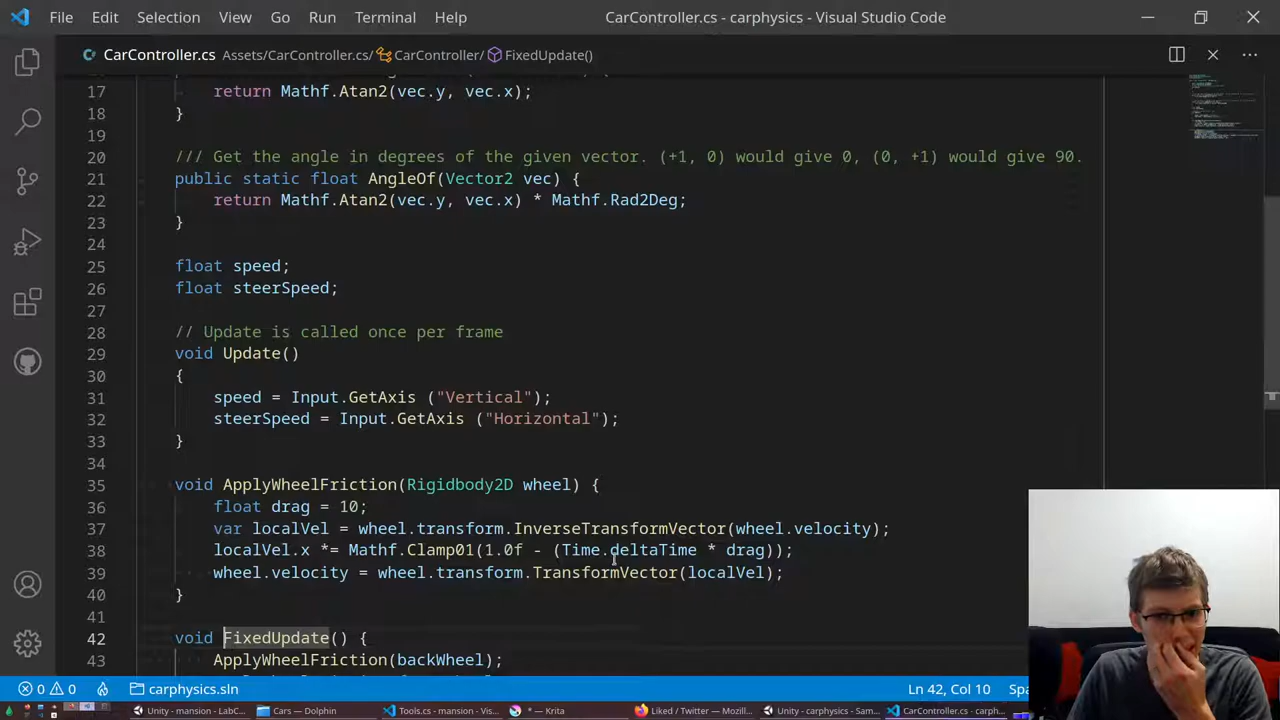 File Edit Selection View Go Run Terminal Help CarController.cs - carphysics - Visual Studio Code
CarController.cs Assets/CarController.cs/ CarController/ FixedUpdate()
17 return Mathf.Atan2(vec.y, vec.x);
18 }
19
20 /// Get the angle in degrees of the given vector. (+1, 0) would give 0, (0, +1) would give 90.
21 public static float AngleOf(Vector2 vec) {
22 return Mathf.Atan2(vec.y, vec.x) * Mathf.Rad2Deg;
23 }
24
25 float speed;
26 float steerSpeed;
27
28 // Update is called once per frame
29 void Update()
30 {
31 speed = Input.GetAxis ("Vertical");
32 steerSpeed = Input.GetAxis ("Horizontal");
33 }
34
35 void ApplyWheelFriction(Rigidbody2D wheel) {
36 float drag = 10;
37 var localVel = wheel.transform.InverseTransformVector(wheel.velocity);
38 localVel.x *= Mathf.Clamp01(1.0f - (Time.deltaTime * drag));
39 wheel.velocity = wheel.transform.TransformVector(localVel);
40 }
41
42 void FixedUpdate() {
43 ApplyWheelFriction(backWheel);
0 0 carphysics.sln Ln 42, Col 10 Spa
Unity - mansion - LabC... Cars — Dolphin Tools.cs - mansion - Vis... * — Krita Liked / Twitter — Mozill... Unity - carphysics - Sam... CarController.cs - carph...